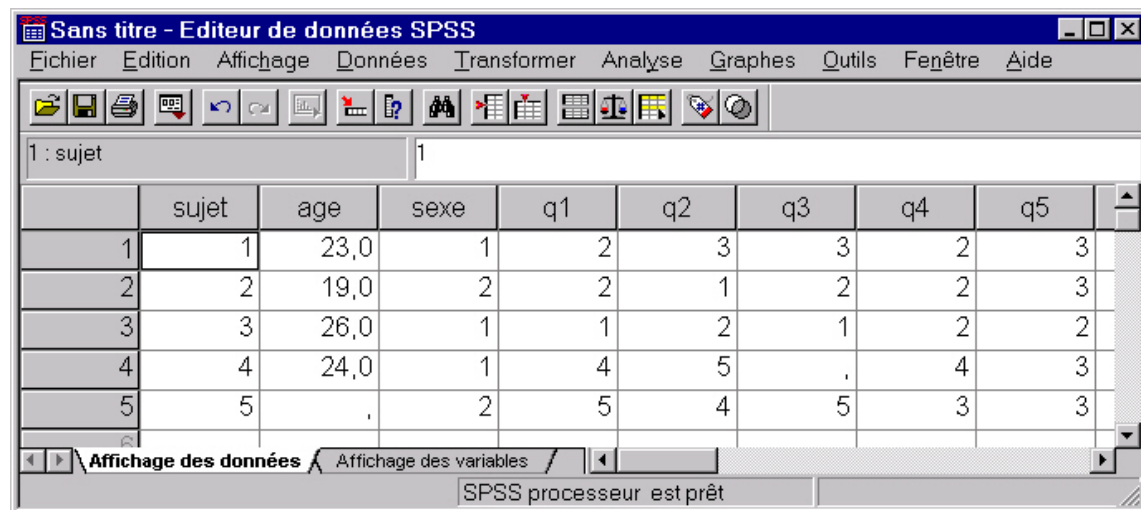 Sans titre - Editeur de données SPSS
Fichier Edition Affichage Données Transformer Analyse Graphes Outils Fenêtre Aide
1 : sujet 1
sujet age sexe q1 q2 q3 q4 q5
1 1 23,0 1 2 3 3 2 3
2 2 19,0 2 2 1 2 2 3
3 3 26,0 1 1 2 1 2 2
4 4 24,0 1 4 5 , 4 3
5 5 , 2 5 4 5 3 3
6
Affichage des données Affichage des variables
SPSS processeur est prêt